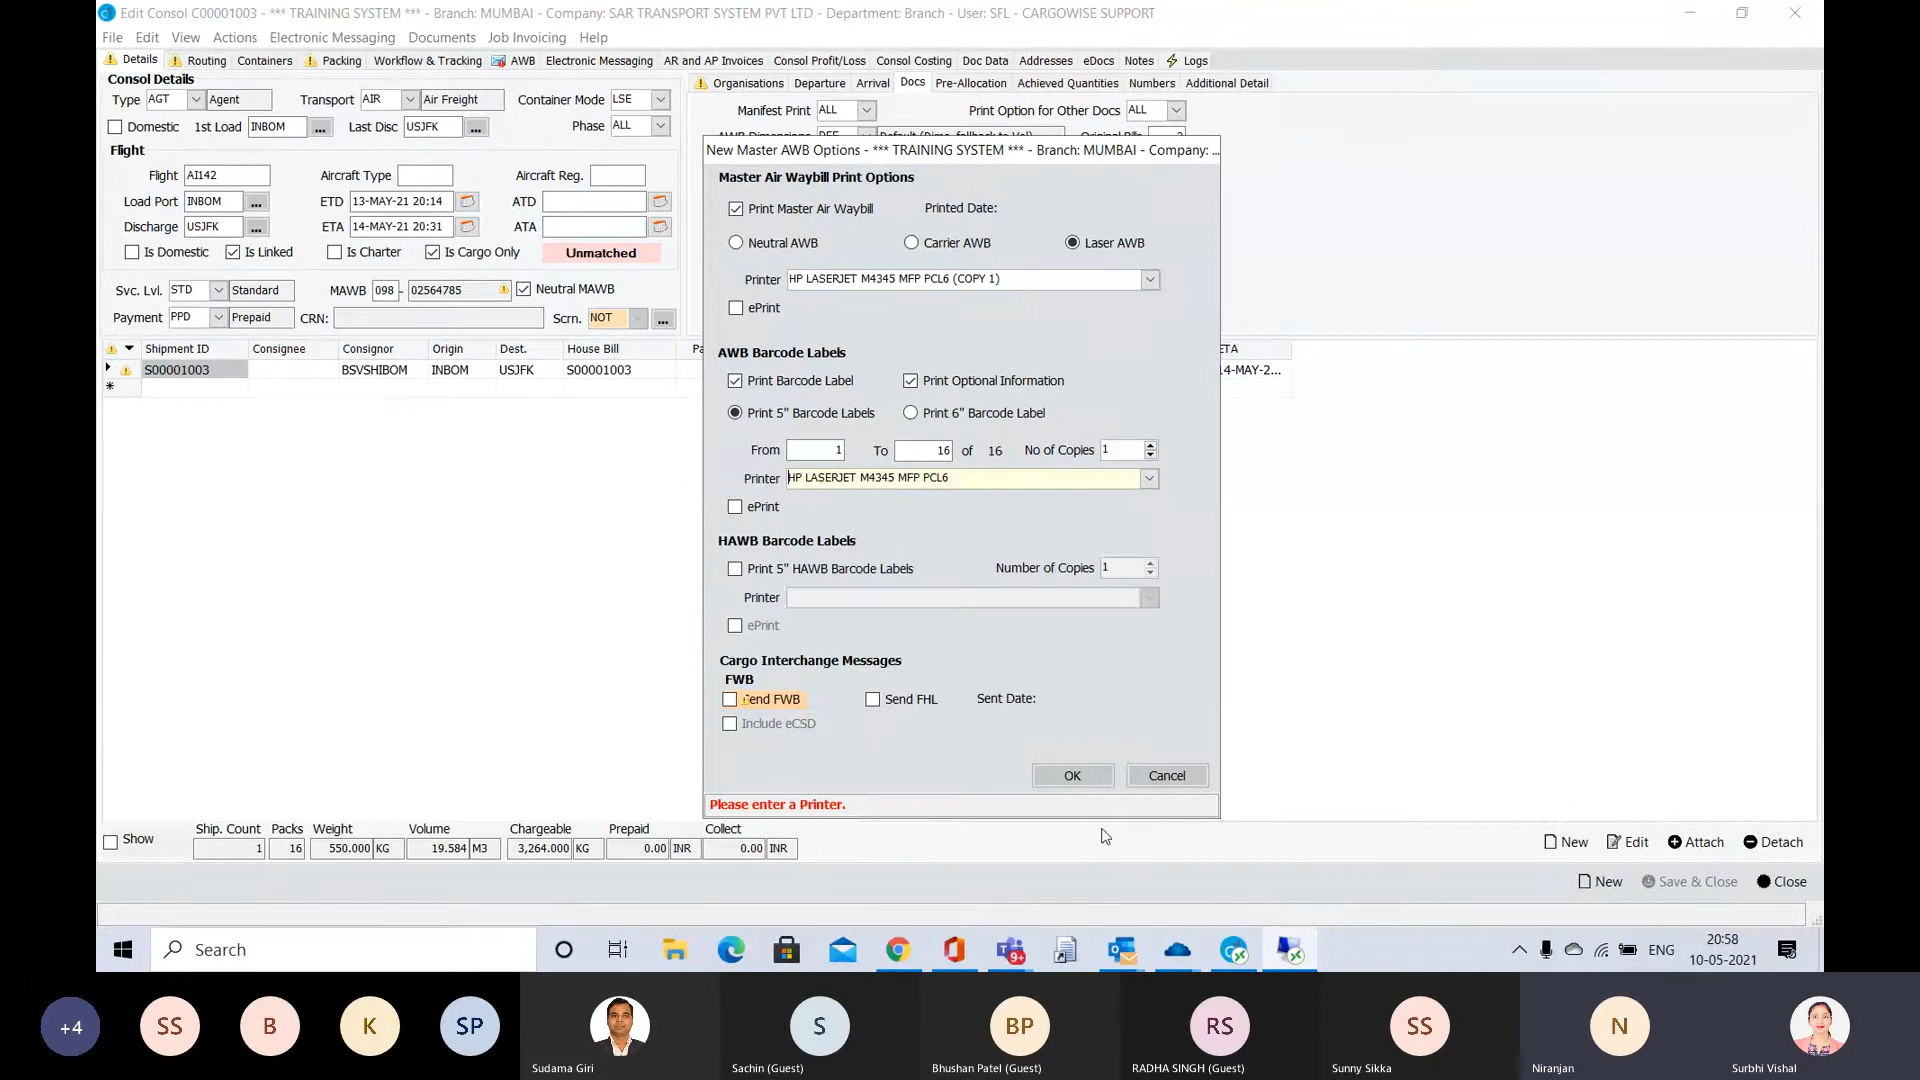 Edit Consol C00001003 - *** TRAINING SYSTEM *** - Branch: MUMBAI - Company: SAR TRANSPORT SYSTEM PVT LTD - Department: Branch - User: SFL - CARGOWISE SUPPORT
File Edit View Actions Electronic Messaging Documents Job Invoicing Help
Details Routing Containers Packing Workflow & Tracking AWB Electronic Messaging AR and AP Invoices Consol Profit/Loss Consol Costing Doc Data Addresses eDocs Notes Logs
Consol Details
Organisations Departure Arrival Docs Pre-Allocation Achieved Quantities Numbers Additional Detail
Type AGT Agent Transport AIR Air Freight Container Mode LSE
Manifest Print ALL Print Option for Other Docs ALL
Domestic 1st Load INBOM ... Last Disc USJFK ... Phase ALL
Flight
Flight AI142 Aircraft Type Aircraft Reg.
Load Port INBOM ... ETD 13-MAY-21 20:14 ATD
Discharge USJFK ... ETA 14-MAY-21 20:31 ATA
Is Domestic Is Linked Is Charter Is Cargo Only Unmatched
Svc. Lvl. STD Standard MAWB 098 - 02564785 Neutral MAWB
Payment PPD Prepaid CRN: Scrn. NOT ...
Shipment ID Consignee Consignor Origin Dest. House Bill Pa
S00001003 BSVSHIBOM INBOM USJFK S00001003
ETA
14-MAY-2...
New Master AWB Options - *** TRAINING SYSTEM *** - Branch: MUMBAI - Company: ...
Master Air Waybill Print Options
Print Master Air Waybill Printed Date:
Neutral AWB Carrier AWB Laser AWB
Printer HP LASERJET M4345 MFP PCL6 (COPY 1)
ePrint
AWB Barcode Labels
Print Barcode Label Print Optional Information
Print 5" Barcode Labels Print 6" Barcode Label
From 1 To 16 of 16 No of Copies 1
Printer HP LASERJET M4345 MFP PCL6
ePrint
HAWB Barcode Labels
Print 5" HAWB Barcode Labels Number of Copies 1
Printer
ePrint
Cargo Interchange Messages
FWB
Send FWB Send FHL Sent Date:
Include eCSD
OK Cancel
Please enter a Printer.
Show
Ship. Count Packs Weight Volume Chargeable Prepaid Collect
1 16 550.000 KG 19.584 M3 3,264.000 KG 0.00 INR 0.00 INR
New Edit Attach Detach
New Save & Close Close
Search
9+
ENG
20:58
10-05-2021
+4 SS B K SP S BP RS SS N
Sudama Giri Sachin (Guest) Bhushan Patel (Guest) RADHA SINGH (Guest) Sunny Sikka Niranjan Surbhi Vishal